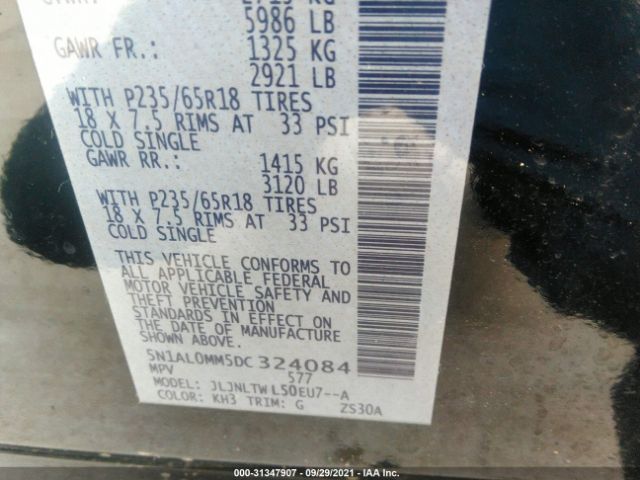 5986 LB
GAWR FR.: 1325 KG
2921 LB
WITH P235/65R18 TIRES
18 X 7.5 RIMS AT 33 PSI
COLD SINGLE
GAWR RR.: 1415 KG
3120 LB
WITH P235/65R18 TIRES
18 X 7.5 RIMS AT 33 PSI
COLD SINGLE
THIS VEHICLE CONFORMS TO
ALL APPLICABLE FEDERAL
MOTOR VEHICLE SAFETY AND
THEFT PREVENTION
STANDARDS IN EFFECT ON
THE DATE OF MANUFACTURE
SHOWN ABOVE.
5N1AL0MM5DC 324084
MPV 577
MODEL: JLJNLTW L50EU7--A
COLOR: KH3 TRIM: G ZS30A
000-31347907 - 09/29/2021 - IAA Inc.